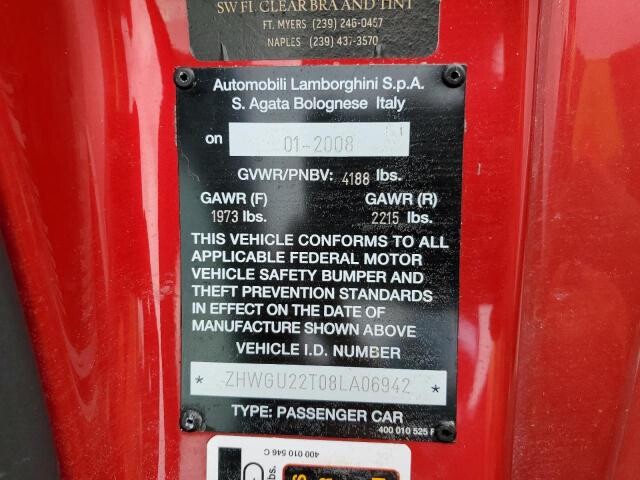 SW FL CLEAR BRA AND TINT
FT. MYERS (239) 246-0457
NAPLES (239) 437-3570
Automobili Lamborghini S.p.A.
S. Agata Bolognese Italy
on 01-2008
GVWR/PNBV: 4188 lbs.
GAWR (F) GAWR (R)
1973 lbs. 2215 lbs.
THIS VEHICLE CONFORMS TO ALL
APPLICABLE FEDERAL MOTOR
VEHICLE SAFETY BUMPER AND
THEFT PREVENTION STANDARDS
IN EFFECT ON THE DATE OF
MANUFACTURE SHOWN ABOVE
VEHICLE I.D. NUMBER
* ZHWGU22T08LA06942 *
TYPE: PASSENGER CAR
400 010 525 F
400 010 546 C
lbs.